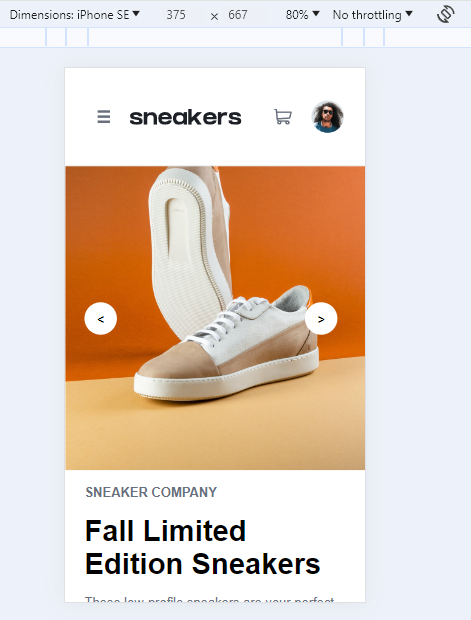 Dimensions: iPhone SE ▼ 375 × 667 80% ▼ No throttling ▼
sneakers
< >
SNEAKER COMPANY
Fall Limited
Edition Sneakers
These low-profile sneakers are your perfect